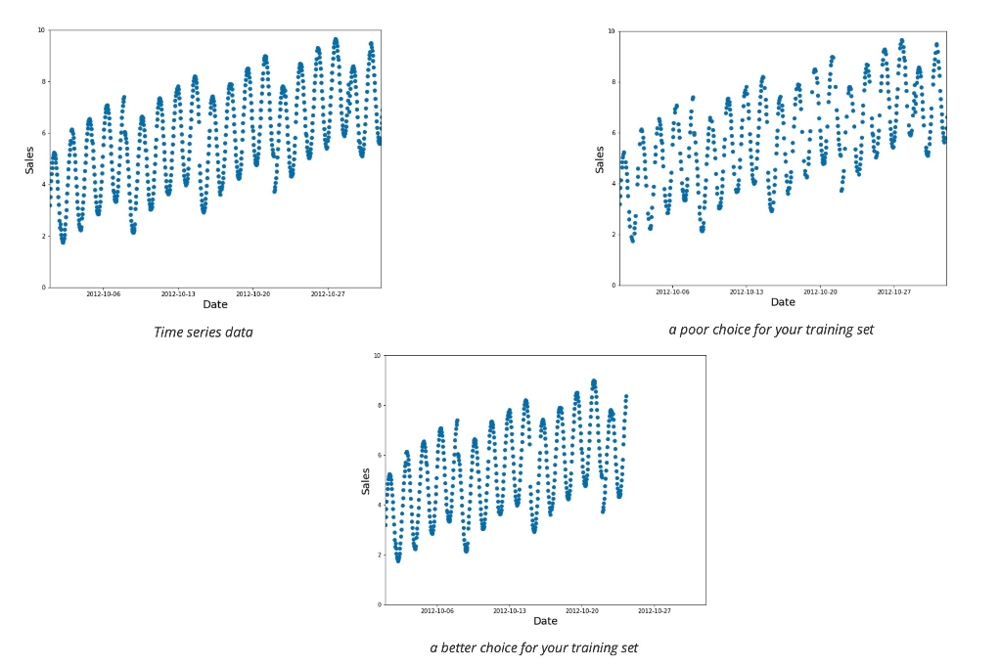 10
8
6
4
2
0
Sales
2012-10-06 2012-10-13 2012-10-20 2012-10-27
Date
Time series data
10
8
6
4
2
0
Sales
2012-10-06 2012-10-13 2012-10-20 2012-10-27
Date
a poor choice for your training set
10
8
6
4
2
0
Sales
2012-10-06 2012-10-13 2012-10-20 2012-10-27
Date
a better choice for your training set